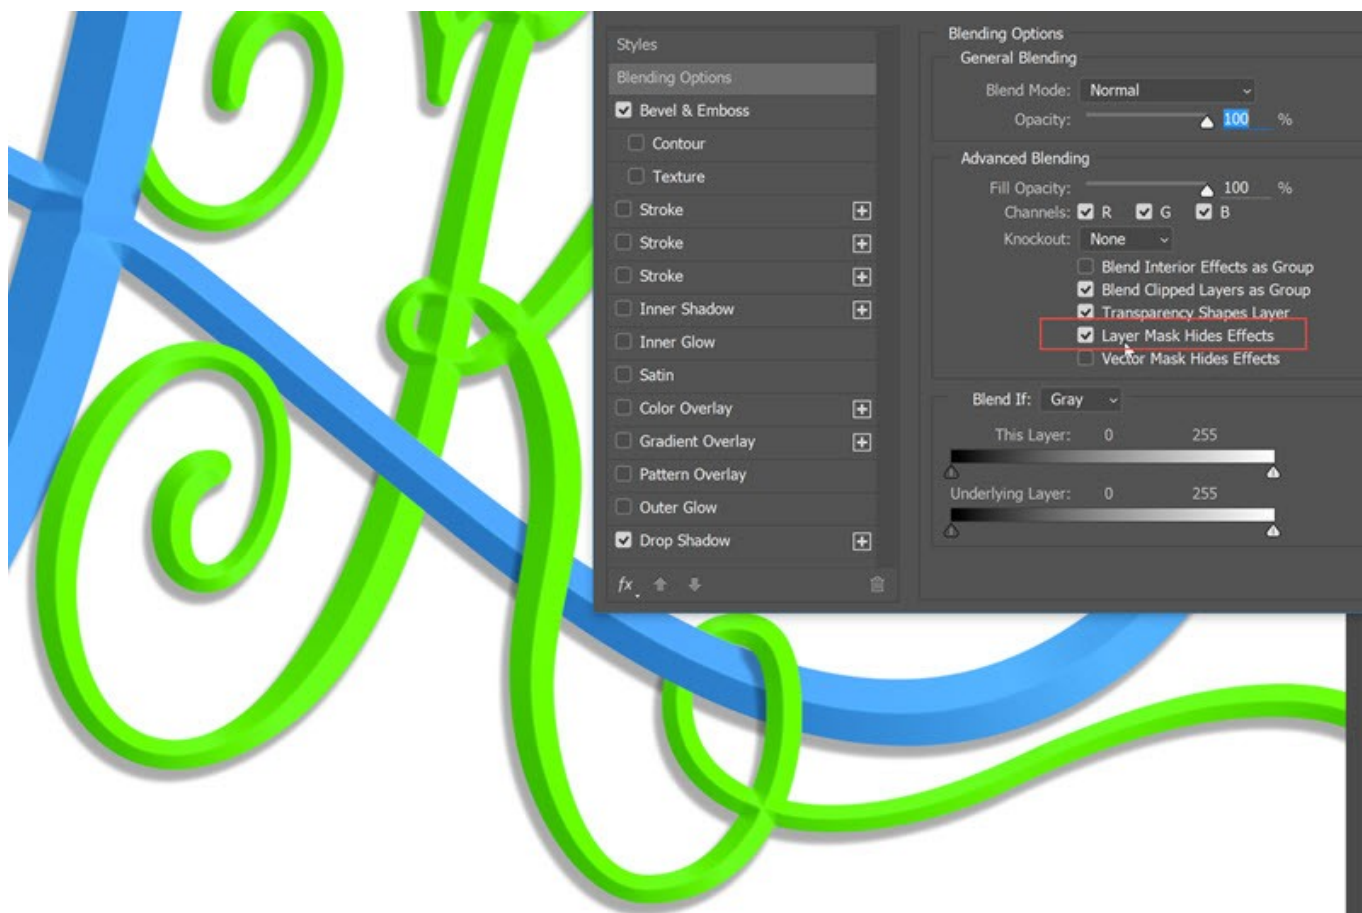 Styles
Blending Options
Bevel & Emboss
Contour
Texture
Stroke
Stroke
Stroke
Inner Shadow
Inner Glow
Satin
Color Overlay
Gradient Overlay
Pattern Overlay
Outer Glow
Drop Shadow
fx
Blending Options
General Blending
Blend Mode: Normal
Opacity: 100 %
Advanced Blending
Fill Opacity: 100 %
Channels: R G B
Knockout: None
Blend Interior Effects as Group
Blend Clipped Layers as Group
Transparency Shapes Layer
Layer Mask Hides Effects
Vector Mask Hides Effects
Blend If: Gray
This Layer: 0 255
Underlying Layer: 0 255